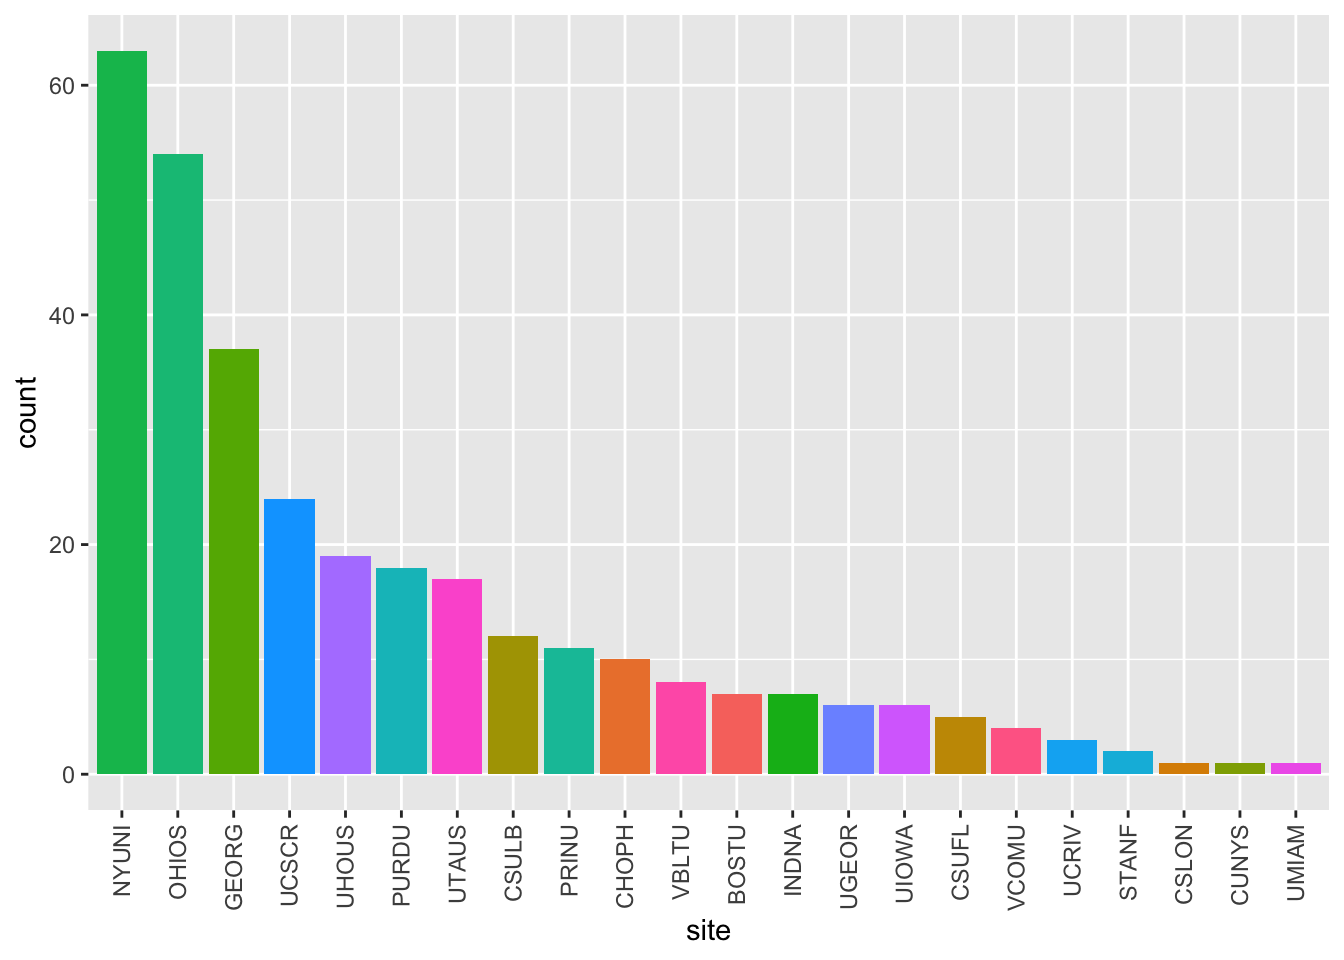 count
60
40
20
0
NYUNI
OHIOS
GEORG
UCSCR
UHOUS
PURDU
UTAUS
CSULB
PRINU
CHOPH
VBLTU
BOSTU
INDNA
UGEOR
UIOWA
CSUFL
VCOMU
UCRIV
STANF
CSLON
CUNYS
UMIAM
site